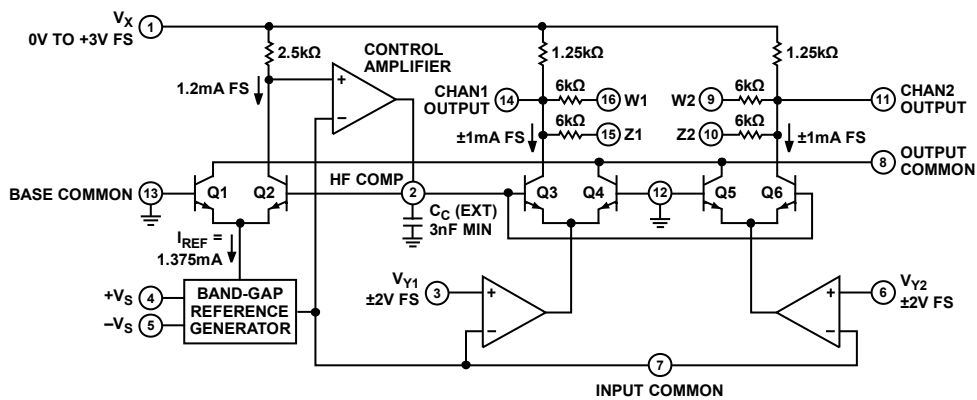 VX
1
0V TO +3V FS
2.5kΩ
CONTROL
AMPLIFIER
1.25kΩ
1.25kΩ
+
–
1.2mA FS
CHAN1
OUTPUT
14
6kΩ
16
W1
W2
9
6kΩ
11
CHAN2
OUTPUT
±1mA FS
6kΩ
15
Z1
Z2
10
6kΩ
±1mA FS
8
OUTPUT
COMMON
BASE COMMON
13
Q1
Q2
HF COMP
2
Q3
Q4
12
Q5
Q6
CC (EXT)
3nF MIN
IREF =
1.375mA
+VS
4
–VS
5
BAND-GAP
REFERENCE
GENERATOR
VY1
3
±2V FS
+
–
+
–
6
VY2
±2V FS
7
INPUT COMMON